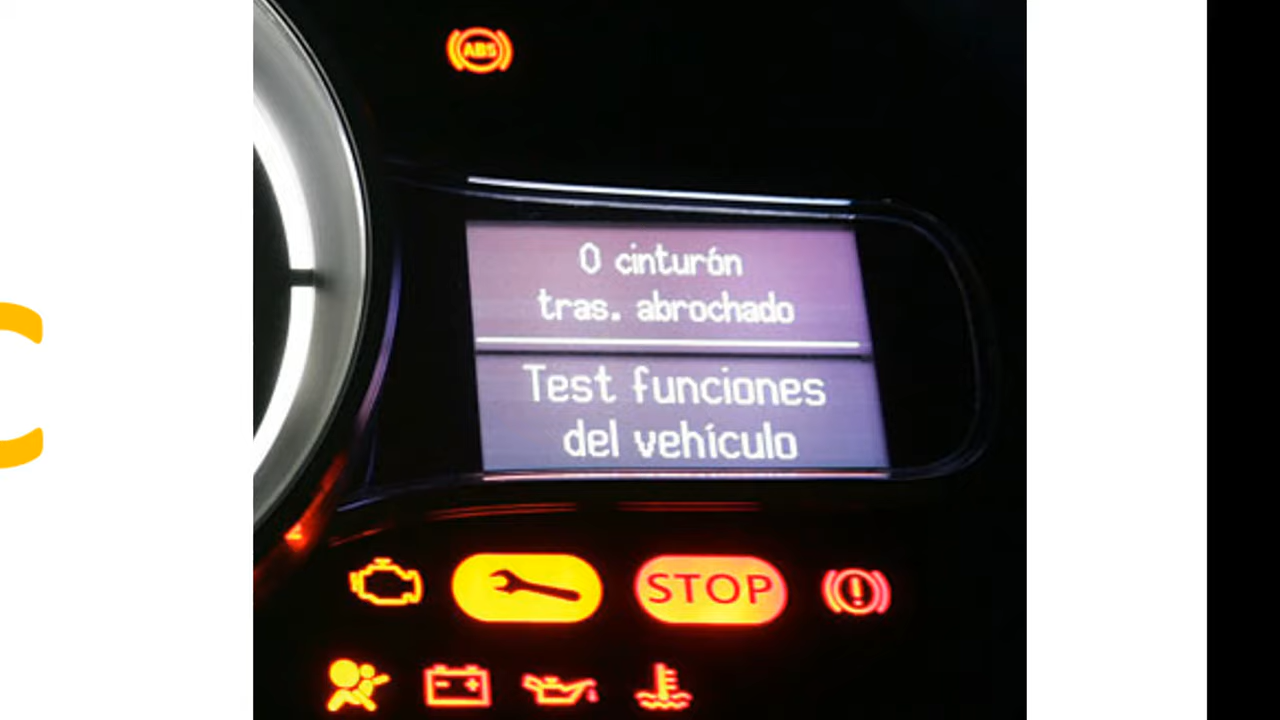 ABS
0 cinturón
tras. abrochado
Test funciones
del vehículo
STOP